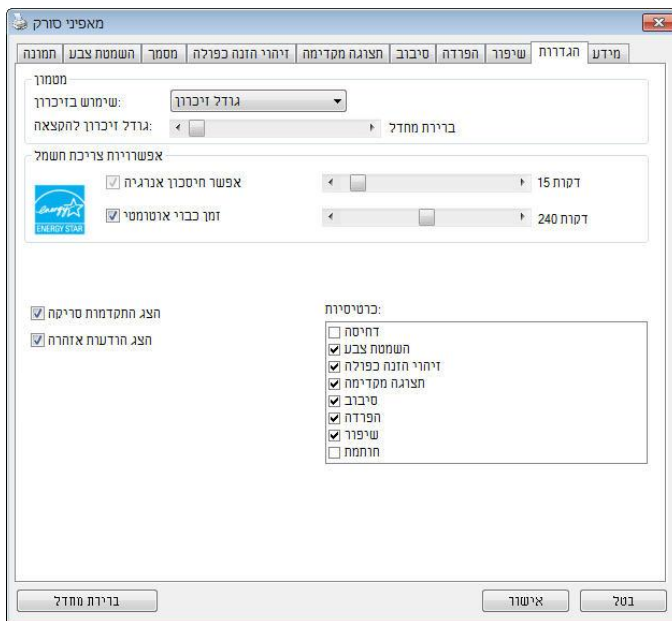 מאפיני סורק
תמונה השמטת צבע מסמך זיהוי הזנה כפולה תצוגה מקדימה סיבוב הפרדה שיפור הגדרות מידע
מטמון
שימוש בזיכרון: גודל זיכרון
גודל זיכרון להקצאה: ברירת מחדל
אפשרויות צריכת חשמל
אפשר חיסכון אנרגיה 15 דקות
energy
ENERGY STAR
זמן כבוי אוטומטי 240 דקות
הצג התקדמות סריקה
הצג הודעות אזהרה
כרטיסיות:
דחיסה
השמטת צבע
זיהוי הזנה כפולה
תצוגה מקדימה
סיבוב
הפרדה
שיפור
חותמת
ברירת מחדל אישור בטל